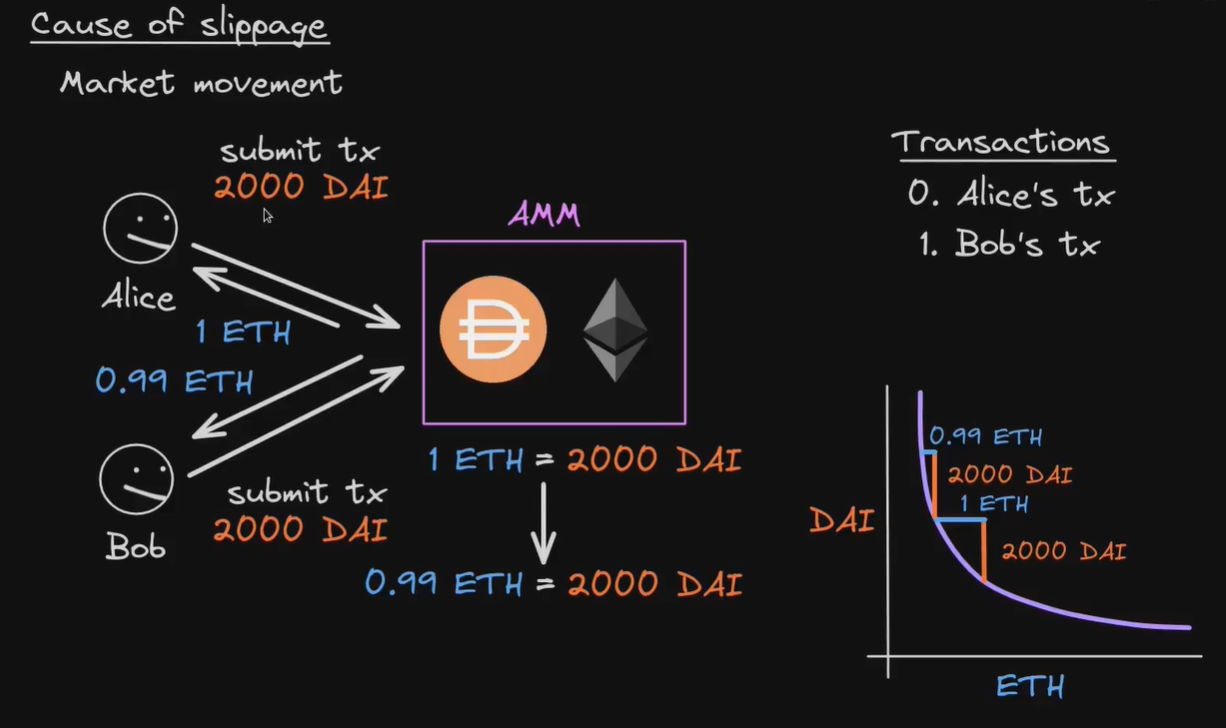 Cause of slippage
Market movement
submit tx
2000 DAI
Alice
1 ETH
0.99 ETH
submit tx
2000 DAI
Bob
AMM
1 ETH = 2000 DAI
0.99 ETH = 2000 DAI
Transactions
0. Alice's tx
1. Bob's tx
0.99 ETH
2000 DAI
1 ETH
2000 DAI
DAI
ETH